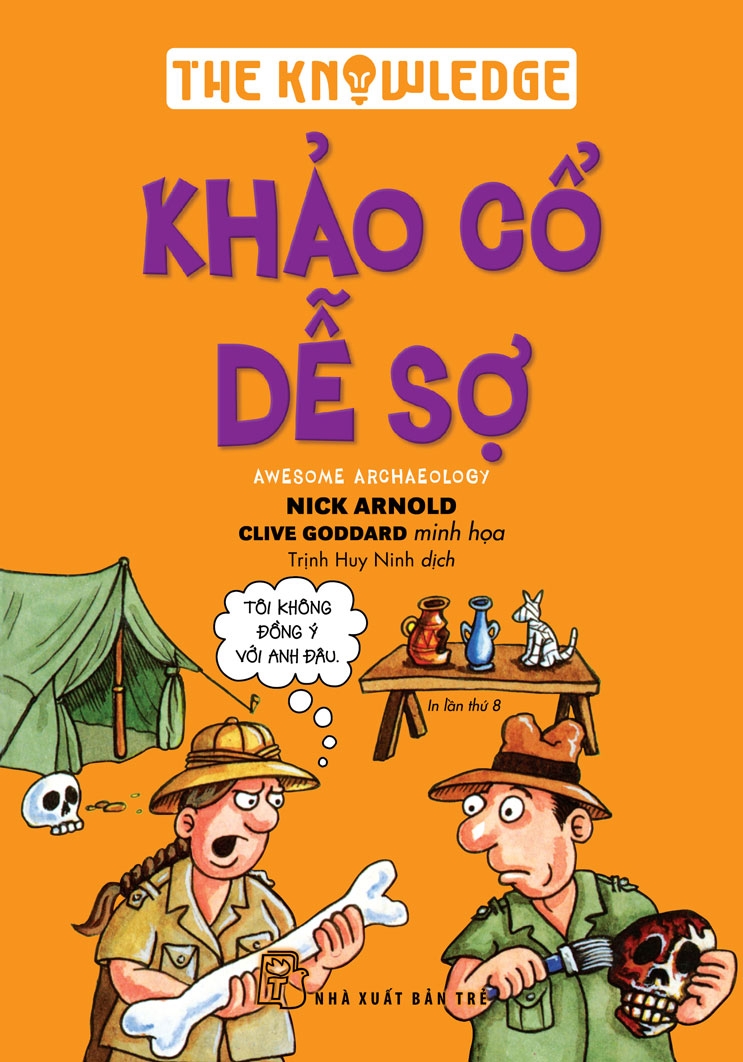 THE KNOWLEDGE
KHẢO CỔ
DỄ SỢ
AWESOME ARCHAEOLOGY
NICK ARNOLD
CLIVE GODDARD minh họa
Trịnh Huy Ninh dịch
TÔI KHÔNG
ĐỒNG Ý
VỚI ANH ĐÂU.
In lần thứ 8
T
NHÀ XUẤT BẢN TRẺ